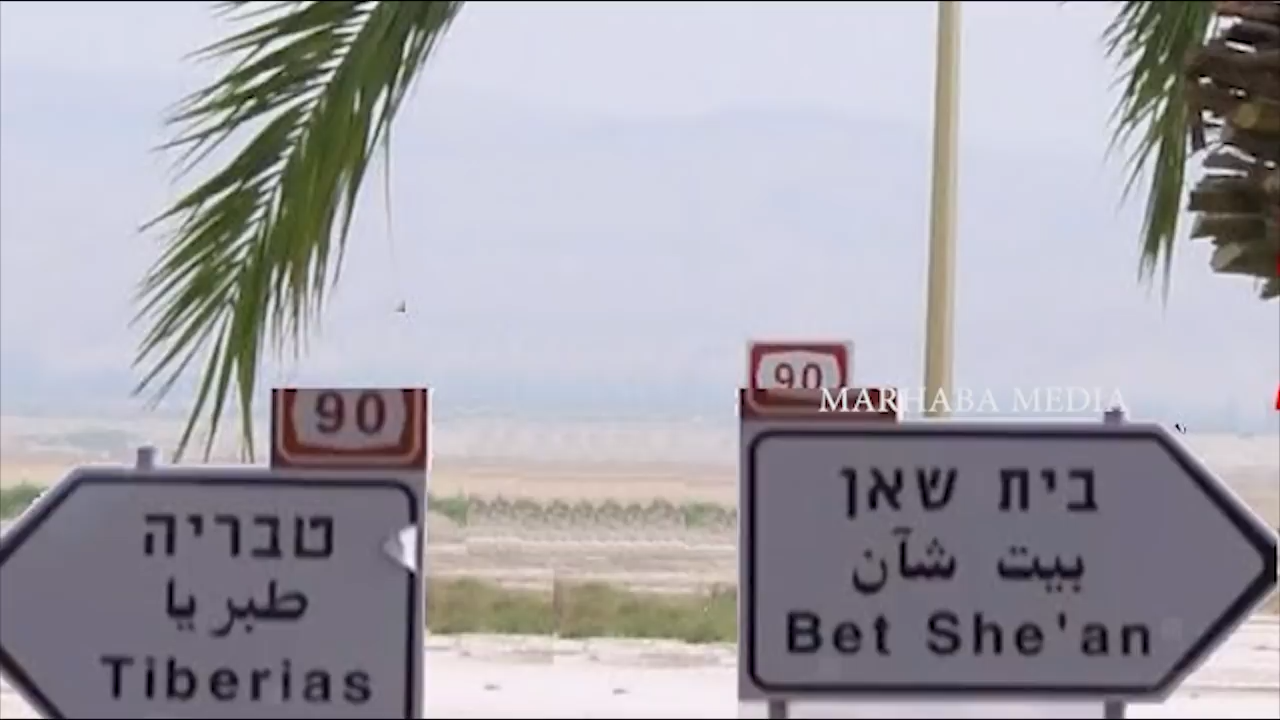 90
טבריה
طبريا
Tiberias
90
MARHABA MEDIA
בית שאן
بيت شآن
Bet She'an